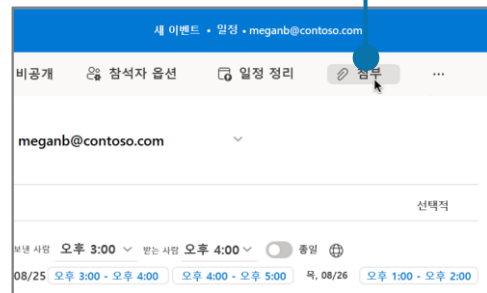 새 이벤트 • 일정 • meganb@contoso.com
비공개 참석자 옵션 일정 정리 첨부 ...
meganb@contoso.com
선택적
보낸 사람 오후 3:00 받는 사람 오후 4:00 종일
08/25 오후 3:00 - 오후 4:00 오후 4:00 - 오후 5:00 목, 08/26 오후 1:00 - 오후 2:00